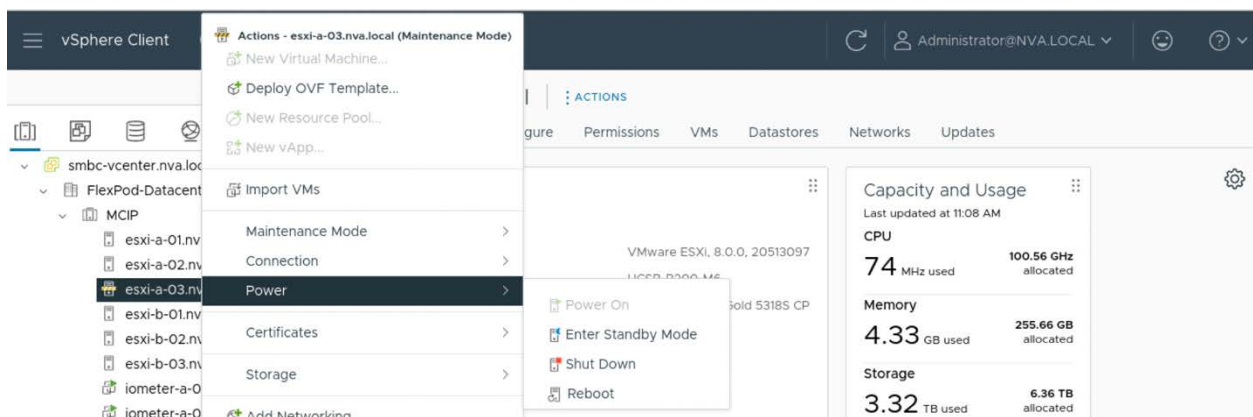 vSphere Client
Administrator@NVA.LOCAL
Actions - esxi-a-03.nva.local (Maintenance Mode)
New Virtual Machine...
Deploy OVF Template...
New Resource Pool...
New vApp...
Import VMs
Maintenance Mode
Connection
Power
Certificates
Storage
Add Networking
Power On
Enter Standby Mode
Shut Down
Reboot
ACTIONS
gure Permissions VMs Datastores Networks Updates
smbc-vcenter.nva.loc
FlexPod-Datacent
MCIP
esxi-a-01.nv
esxi-a-02.nv
esxi-a-03.nv
esxi-b-01.nv
esxi-b-02.nv
esxi-b-03.nv
iometer-a-0
iometer-a-0
VMware ESXi, 8.0.0, 20513097
Gold 5318S CP
Capacity and Usage
Last updated at 11:08 AM
CPU
74 MHz used
100.56 GHz
allocated
Memory
4.33 GB used
255.66 GB
allocated
Storage
3.32 TB used
6.36 TB
allocated